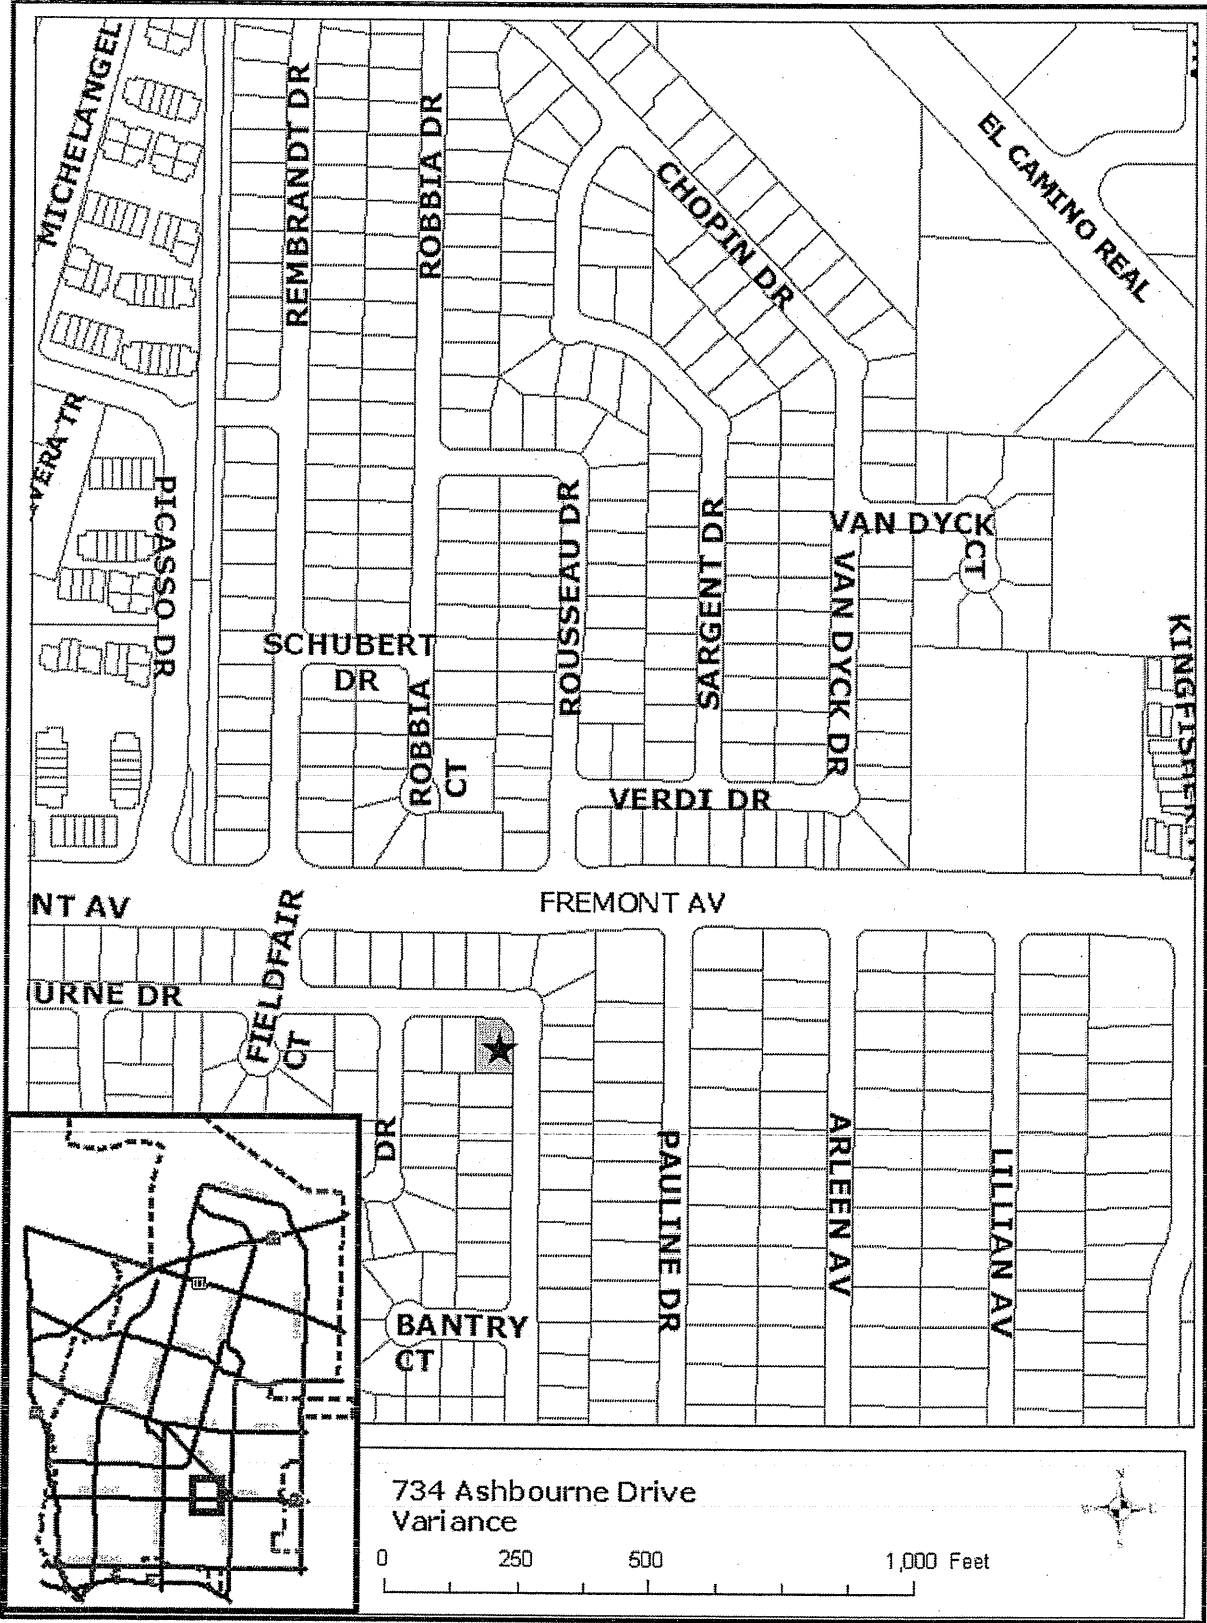 MICHELANGEL
REMBRANDT DR
ROBBIA DR
CHOPIN DR
EL CAMINO REAL
VERA TR
PICASSO DR
ROUSSEAU DR
SARGENT DR
VAN DYCK
CT
VAN DYCK DR
SCHUBERT
DR
ROBBIA
CT
VERDI DR
KINGFISHER
NT AV
FREMONT AV
FIELDFAIR
CT
URNE DR
DR
PAULINE DR
ARLEEN AV
LILLIAN AV
BANTRY
CT
734 Ashbourne Drive
Variance
0 250 500 1,000 Feet